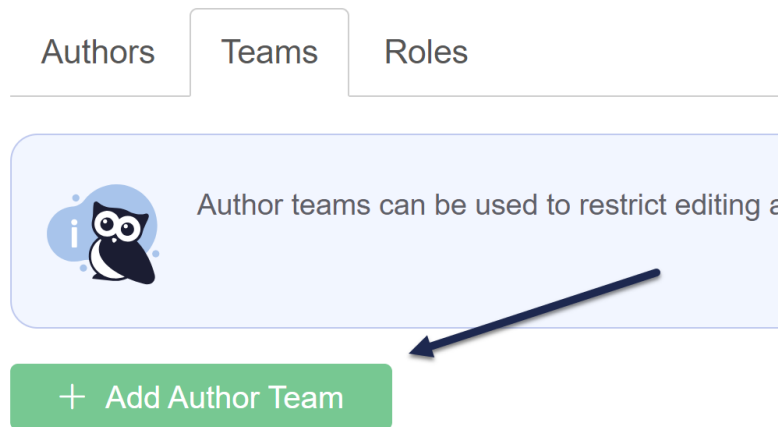 Authors Teams Roles
i
Author teams can be used to restrict editing
+ Add Author Team